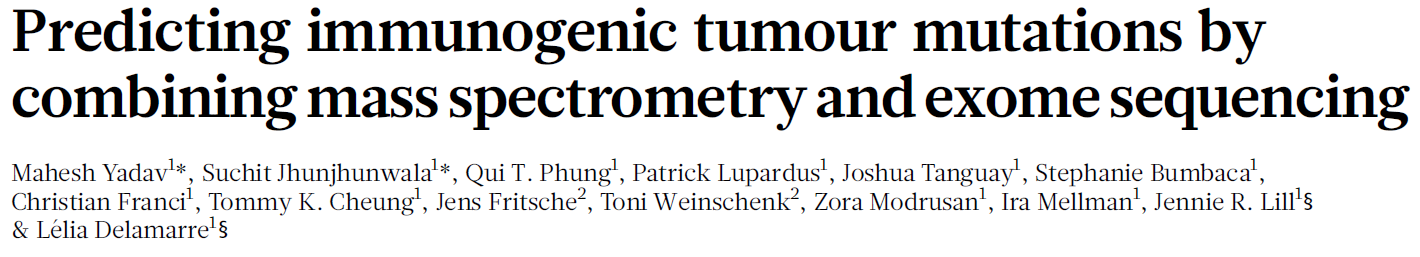 Predicting immunogenic tumour mutations by
combining mass spectrometry and exome sequencing
Mahesh Yadav1*, Suchit Jhunjhunwala1*, Qui T. Phung1, Patrick Lupardus1, Joshua Tanguay1, Stephanie Bumbaca1,
Christian Franci1, Tommy K. Cheung1, Jens Fritsche2, Toni Weinschenk2, Zora Modrusan1, Ira Mellman1, Jennie R. Lill1§
& Lélia Delamarre1§